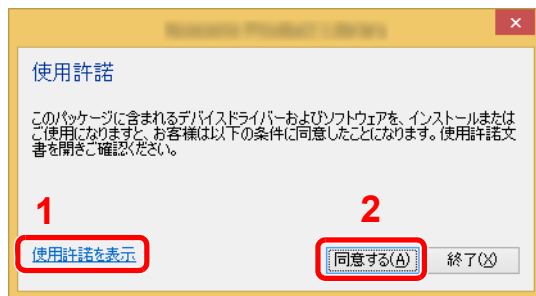 使用許諾
このパッケージに含まれるデバイスドライバーおよびソフトウェアを、インストールまたは
ご使用になりますと、お客様は以下の条件に同意したことになります。使用許諾文
書を開きご確認ください。
1
2
使用許諾を表示
同意する(A)
終了(X)